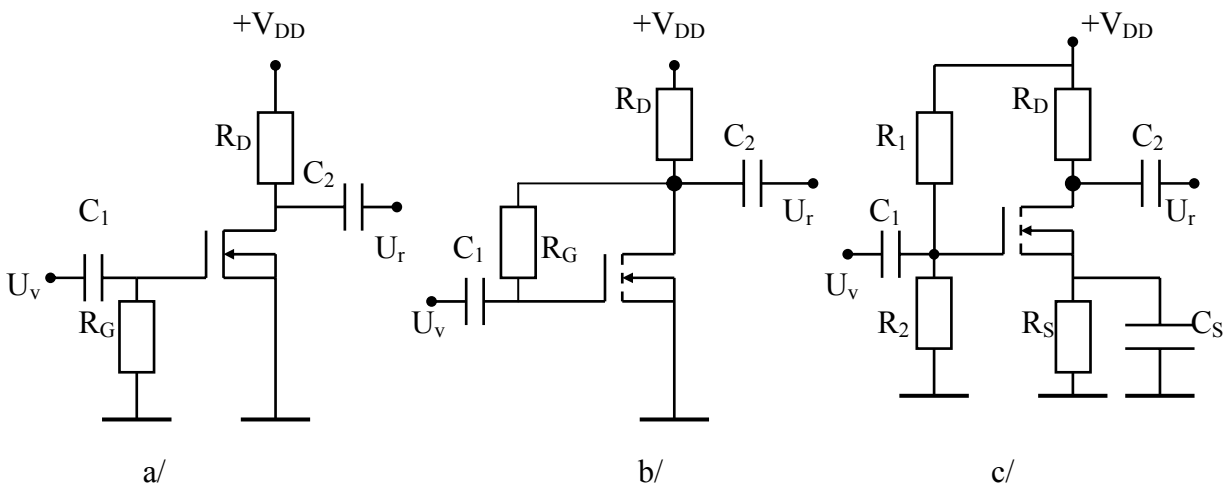 +V_DD
R_D
C_2
C_1
U_r
U_v
R_G
a/
+V_DD
R_D
C_2
U_r
R_G
C_1
U_v
b/
+V_DD
R_1
R_D
C_2
C_1
U_r
U_v
R_2
R_S
C_S
c/